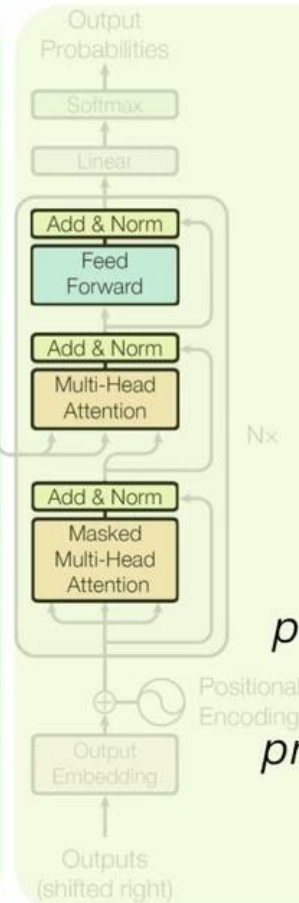 Output
Probabilities
Softmax
Linear
Add & Norm
Feed
Forward
Add & Norm
Multi-Head
Attention
Nx
Add & Norm
Masked
Multi-Head
Attention
p
Positional
Encoding
pr
Output
Embedding
Outputs
(shifted right)